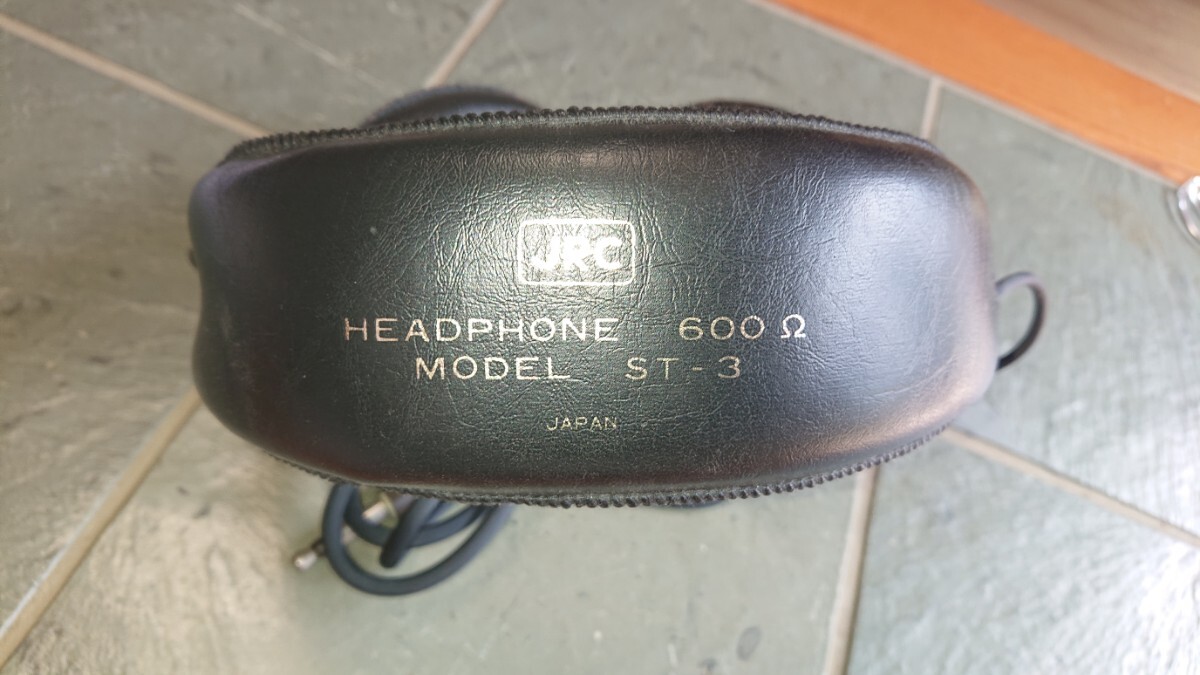 JRC
HEADPHONE 600 Ω
MODEL ST-3
JAPAN